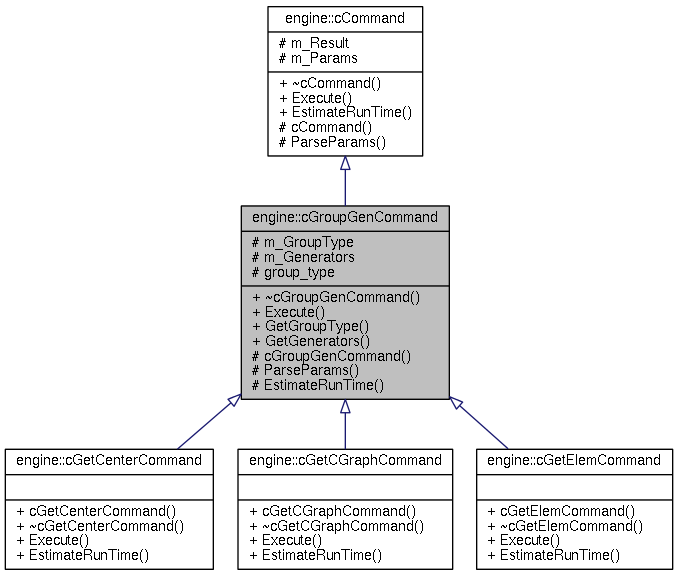 engine::cCommand
# m_Result
# m_Params
+ ~cCommand()
+ Execute()
+ EstimateRunTime()
# cCommand()
# ParseParams()
engine::cGroupGenCommand
# m_GroupType
# m_Generators
# group_type
+ ~cGroupGenCommand()
+ Execute()
+ GetGroupType()
+ GetGenerators()
# cGroupGenCommand()
# ParseParams()
# EstimateRunTime()
engine::cGetCenterCommand
+ cGetCenterCommand()
+ ~cGetCenterCommand()
+ Execute()
+ EstimateRunTime()
engine::cGetCGraphCommand
+ cGetCGraphCommand()
+ ~cGetCGraphCommand()
+ Execute()
+ EstimateRunTime()
engine::cGetElemCommand
+ cGetElemCommand()
+ ~cGetElemCommand()
+ Execute()
+ EstimateRunTime()